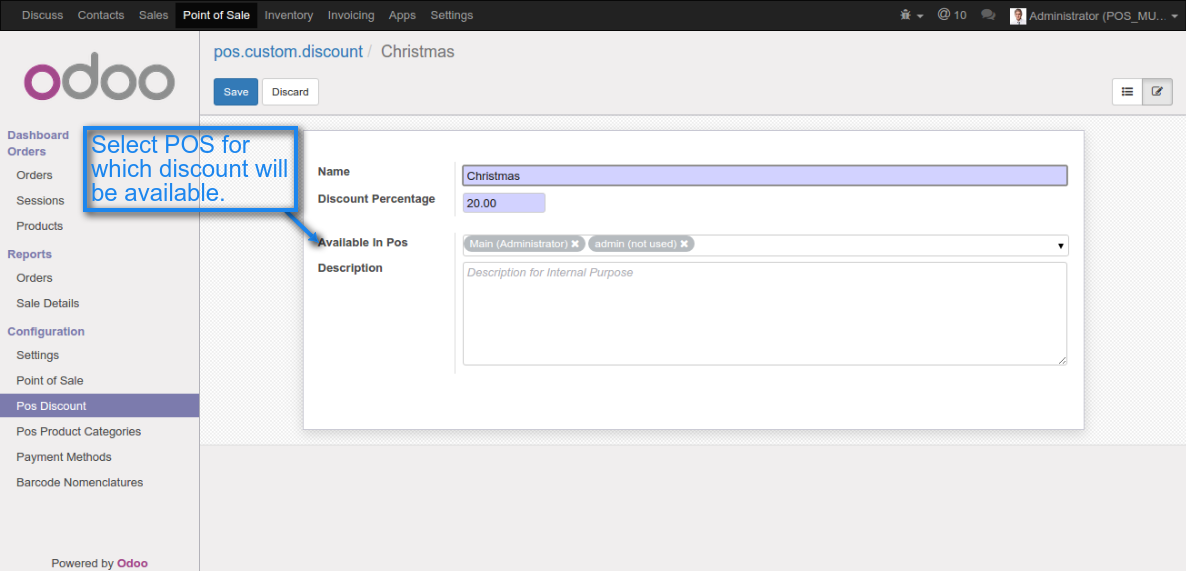 Discuss Contacts Sales Point of Sale Inventory Invoicing Apps Settings @ 10 Administrator (POS_MU...
odoo
pos.custom.discount / Christmas
Save Discard
Dashboard
Orders
Orders
Sessions
Products
Reports
Orders
Sale Details
Configuration
Settings
Point of Sale
Pos Discount
Pos Product Categories
Payment Methods
Barcode Nomenclatures
Powered by Odoo
Select POS for
which discount will
be available.
Name Christmas
Discount Percentage 20.00
Available In Pos Main (Administrator) ✖ admin (not used) ✖
Description Description for Internal Purpose